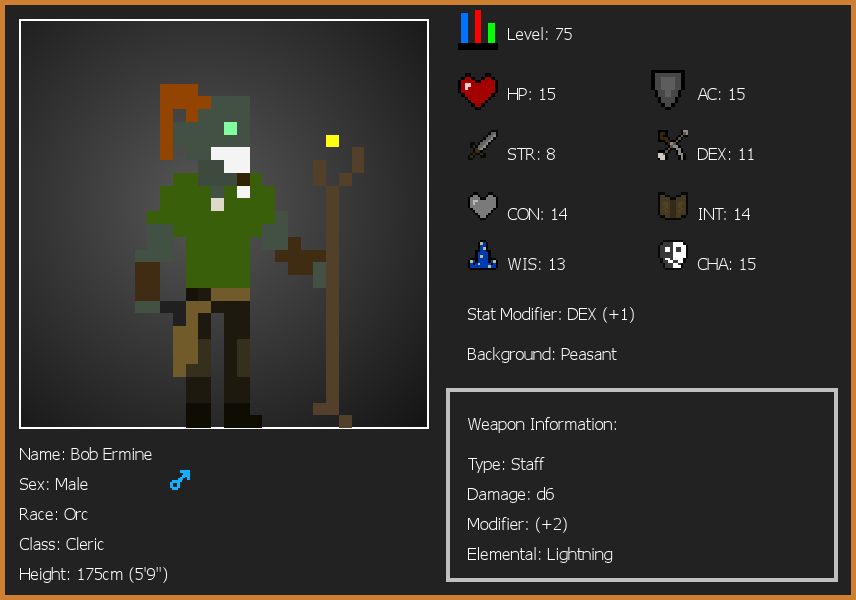 Level: 75
HP: 15
AC: 15
STR: 8
DEX: 11
CON: 14
INT: 14
WIS: 13
CHA: 15
Stat Modifier: DEX (+1)
Background: Peasant
Weapon Information:
Type: Staff
Damage: d6
Modifier: (+2)
Elemental: Lightning
Name: Bob Ermine
Sex: Male
Race: Orc
Class: Cleric
Height: 175cm (5'9")